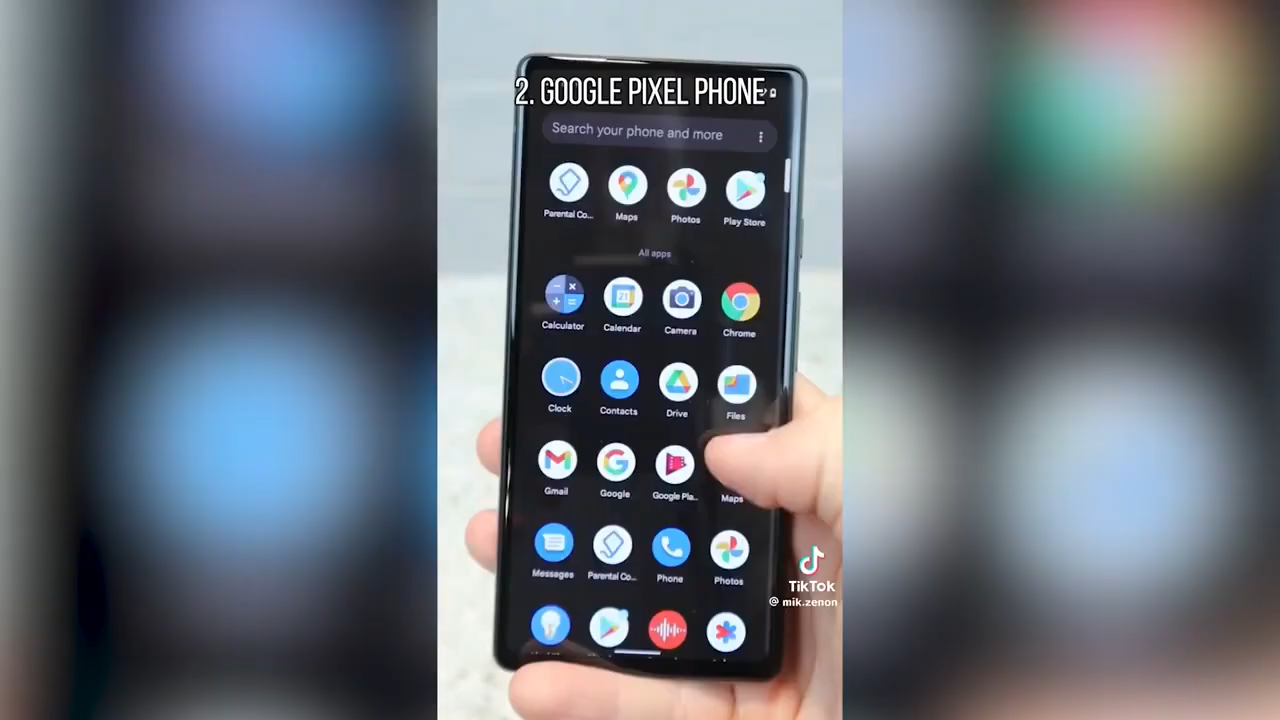 2. GOOGLE PIXEL PHONE
Search your phone and more
Parental Co... Maps Photos Play Store
All apps
Calculator Calendar Camera Chrome
Clock Contacts Drive Files
Gmail Google Google Pla... Maps
Messages Parental Co... Phone Photos
TikTok
@ mik.zenon